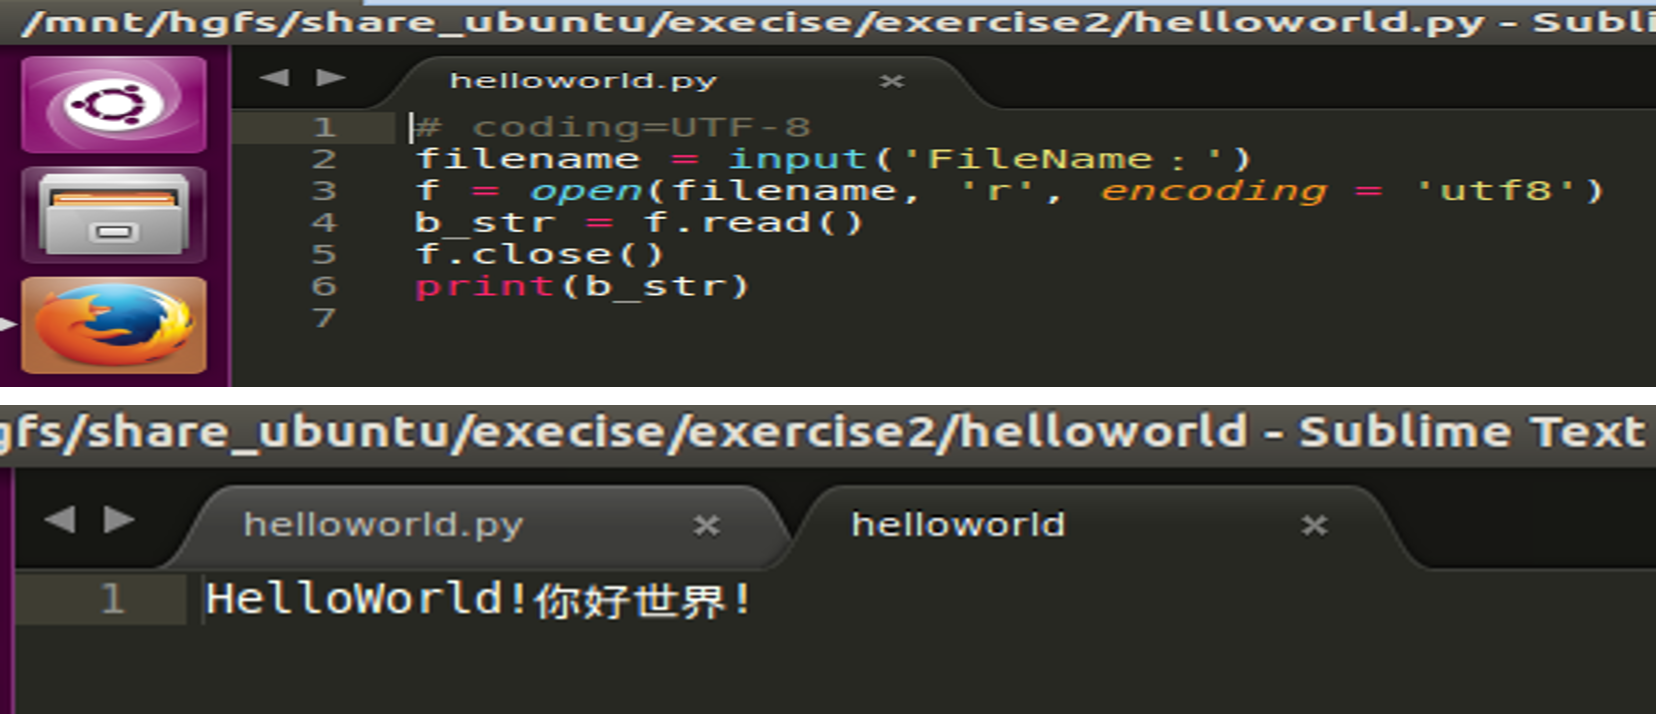 /mnt/hgfs/share_ubuntu/execise/exercise2/helloworld.py - Subli
helloworld.py ×
1 # coding=UTF-8
2 filename = input('FileName：')
3 f = open(filename, 'r', encoding = 'utf8')
4 b_str = f.read()
5 f.close()
6 print(b_str)
7
gfs/share_ubuntu/execise/exercise2/helloworld - Sublime Text
helloworld.py × helloworld ×
1 HelloWorld!你好世界!